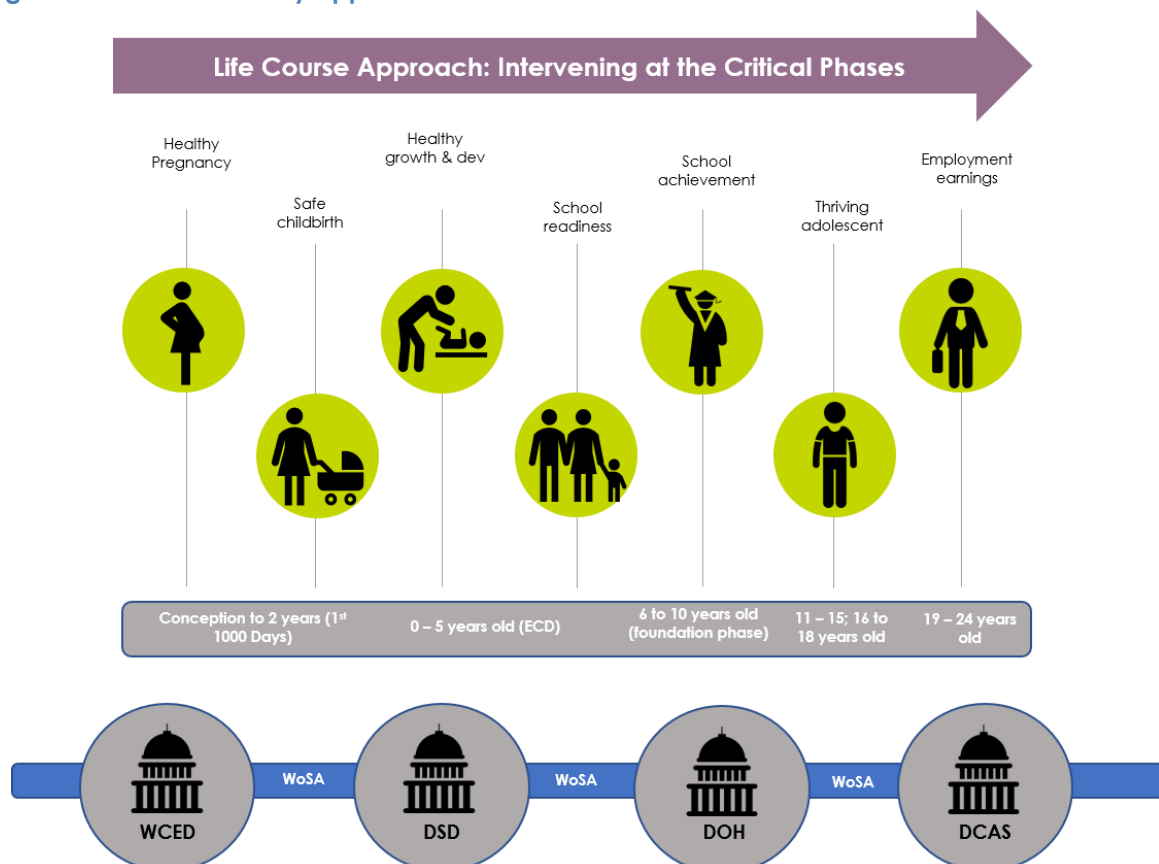 Life Course Approach: Intervening at the Critical Phases
Healthy
Pregnancy
Safe
childbirth
Healthy
growth & dev
School
readiness
School
achievement
Thriving
adolescent
Employment
earnings
Conception to 2 years (1st
1000 Days)
0 – 5 years old (ECD)
6 to 10 years old
(foundation phase)
11 – 15; 16 to
18 years old
19 – 24 years
old
WCED
WoSA
DSD
WoSA
DOH
WoSA
DCAS